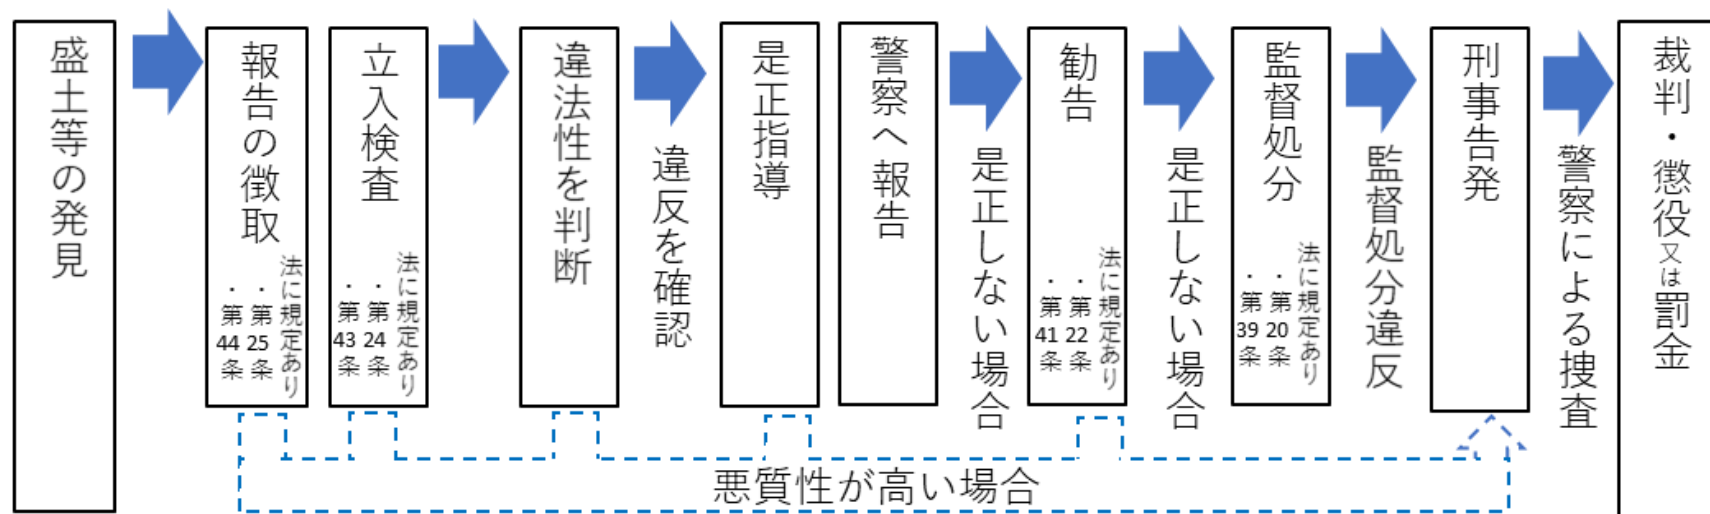 盛土等の発見
報告の徴取
法に規定あり
・第25条
・第44条
立入検査
法に規定あり
・第24条
・第43条
違法性を判断
違反を確認
是正指導
警察へ報告
是正しない場合
勧告
法に規定あり
・第22条
・第41条
是正しない場合
監督処分
法に規定あり
・第20条
・第39条
監督処分違反
刑事告発
警察による捜査
裁判・懲役又は罰金
悪質性が高い場合